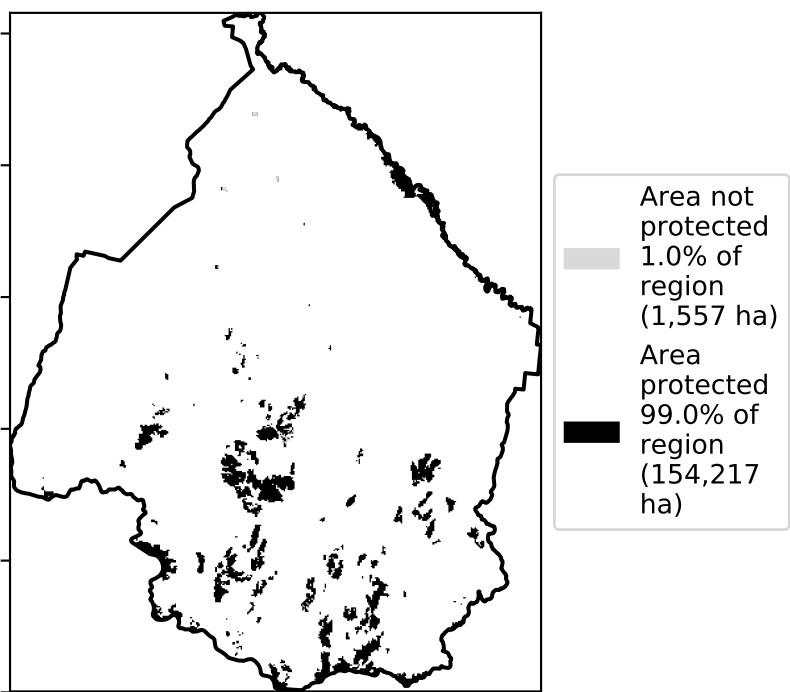 Area not
protected
1.0% of
region
(1,557 ha)
Area
protected
99.0% of
region
(154,217
ha)